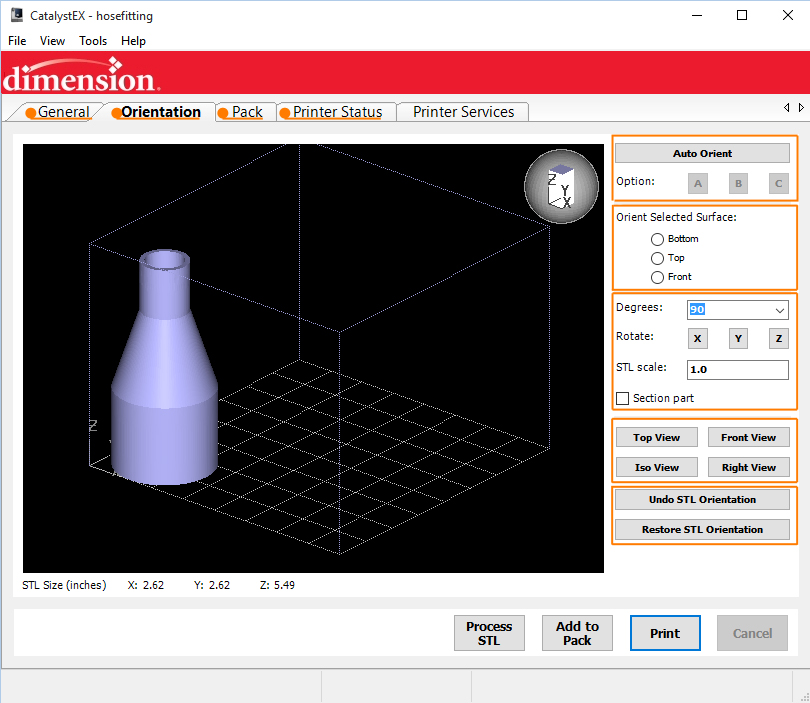 CatalystEX - hosefitting
File View Tools Help
dimension
General Orientation Pack Printer Status Printer Services
Auto Orient
Option: A B C
Orient Selected Surface:
Bottom
Top
Front
Degrees: 90
Rotate: X Y Z
STL scale: 1.0
Section part
Top View Front View
Iso View Right View
Undo STL Orientation
Restore STL Orientation
Z
Y
X
Z
STL Size (inches) X: 2.62 Y: 2.62 Z: 5.49
Process
STL
Add to
Pack
Print
Cancel